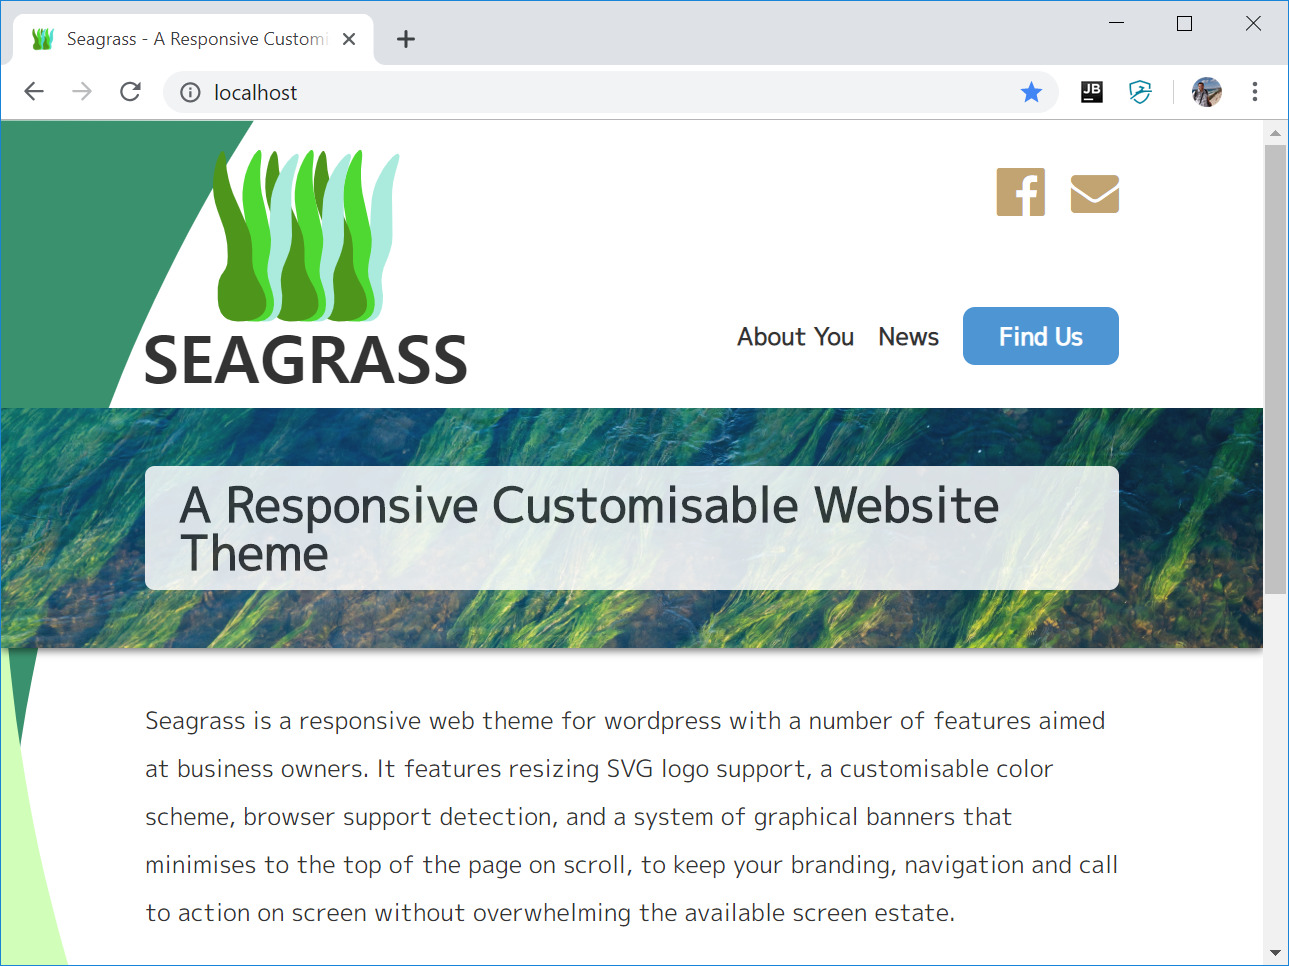 Seagrass - A Responsive Customi
localhost
JB
SEAGRASS
About You News Find Us
A Responsive Customisable Website
Theme
Seagrass is a responsive web theme for wordpress with a number of features aimed
at business owners. It features resizing SVG logo support, a customisable color
scheme, browser support detection, and a system of graphical banners that
minimises to the top of the page on scroll, to keep your branding, navigation and call
to action on screen without overwhelming the available screen estate.